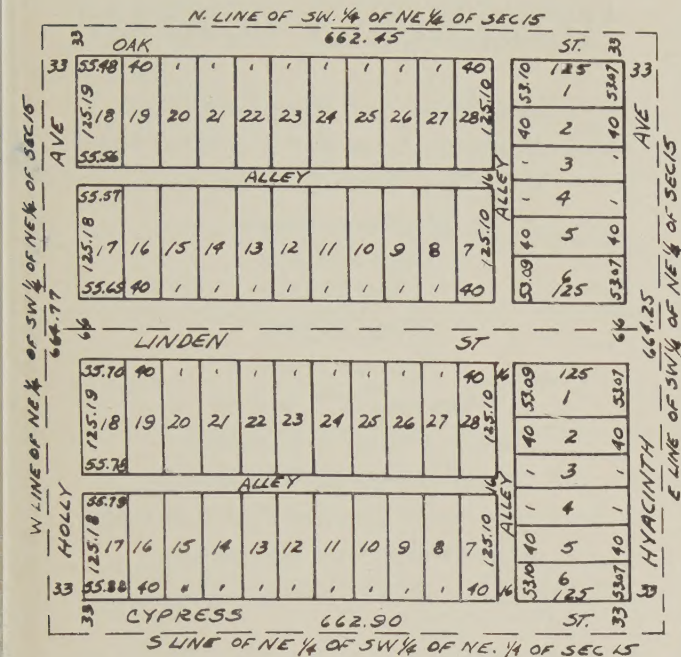 N. LINE OF SW. ¼ OF NE ¼ OF SEC 15
662.45
33 OAK ST. 33
33 55.48 40 ' ' ' ' ' ' ' 40 53.10 125 53.07 33
125.19 18 19 20 21 22 23 24 25 26 27 28 125.10 1
40 2 40
55.56
' 3 '
ALLEY 16 ALLEY
55.57
' 4 '
125.18 17 16 15 14 13 12 11 10 9 8 7 125.10
40 5 40
55.65 40 ' ' ' ' ' ' ' 40 53.09 6 125 53.07
AVE
AVE
W LINE OF NE ¼ OF SW ¼ OF NE ¼ OF SEC 15
664.77
664.25
E LINE OF SW ¼ OF NE ¼ OF SEC 15
66 LINDEN ST 66
55.70 40 ' ' ' ' ' ' ' 40 16 53.09 125 53.07
125.19 18 19 20 21 22 23 24 25 26 27 28 125.10 1
40 2 40
55.75
' 3 '
ALLEY 16 ALLEY
55.79
' 4 '
125.18 17 16 15 14 13 12 11 10 9 8 7 125.10
40 5 40
33 55.88 40 " ' ' ' ' ' ' 40 16 53.10 6 125 53.07 33
HOLLY
HYACINTH
33 CYPRESS 662.90 ST. 33
S LINE OF NE ¼ OF SW ¼ OF NE. ¼ OF SEC 15